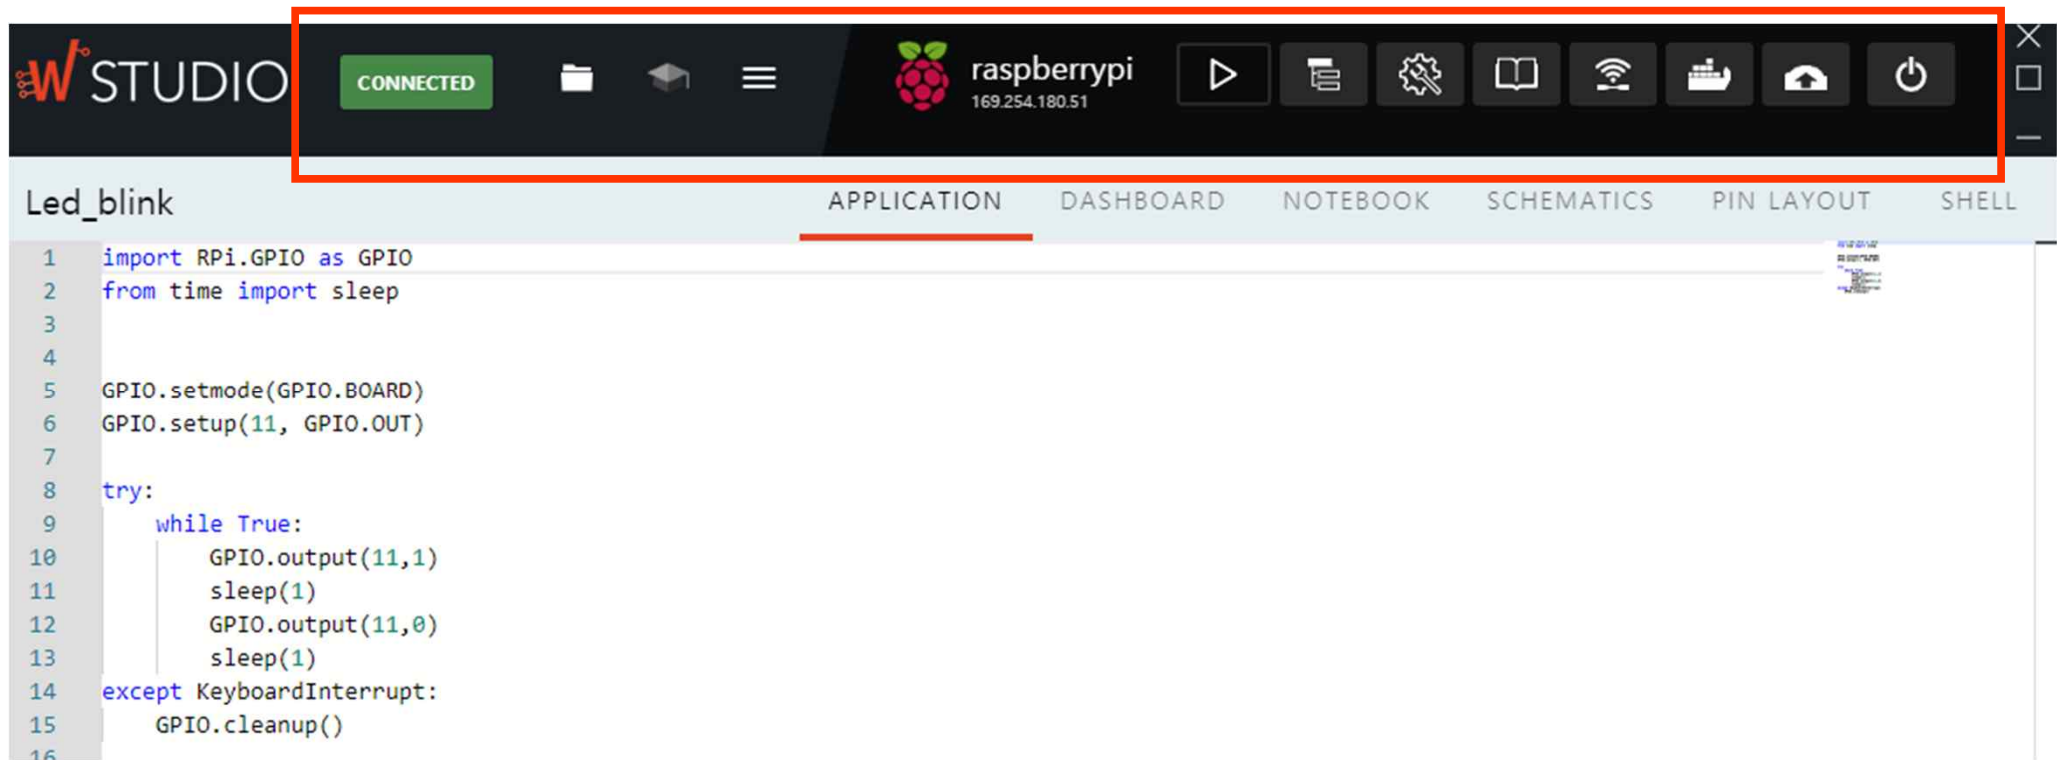 W STUDIO
CONNECTED
raspberrypi
169.254.180.51
Led_blink
APPLICATION DASHBOARD NOTEBOOK SCHEMATICS PIN LAYOUT SHELL
1 import RPi.GPIO as GPIO
2 from time import sleep
3
4
5 GPIO.setmode(GPIO.BOARD)
6 GPIO.setup(11, GPIO.OUT)
7
8 try:
9 while True:
10 GPIO.output(11,1)
11 sleep(1)
12 GPIO.output(11,0)
13 sleep(1)
14 except KeyboardInterrupt:
15 GPIO.cleanup()
16